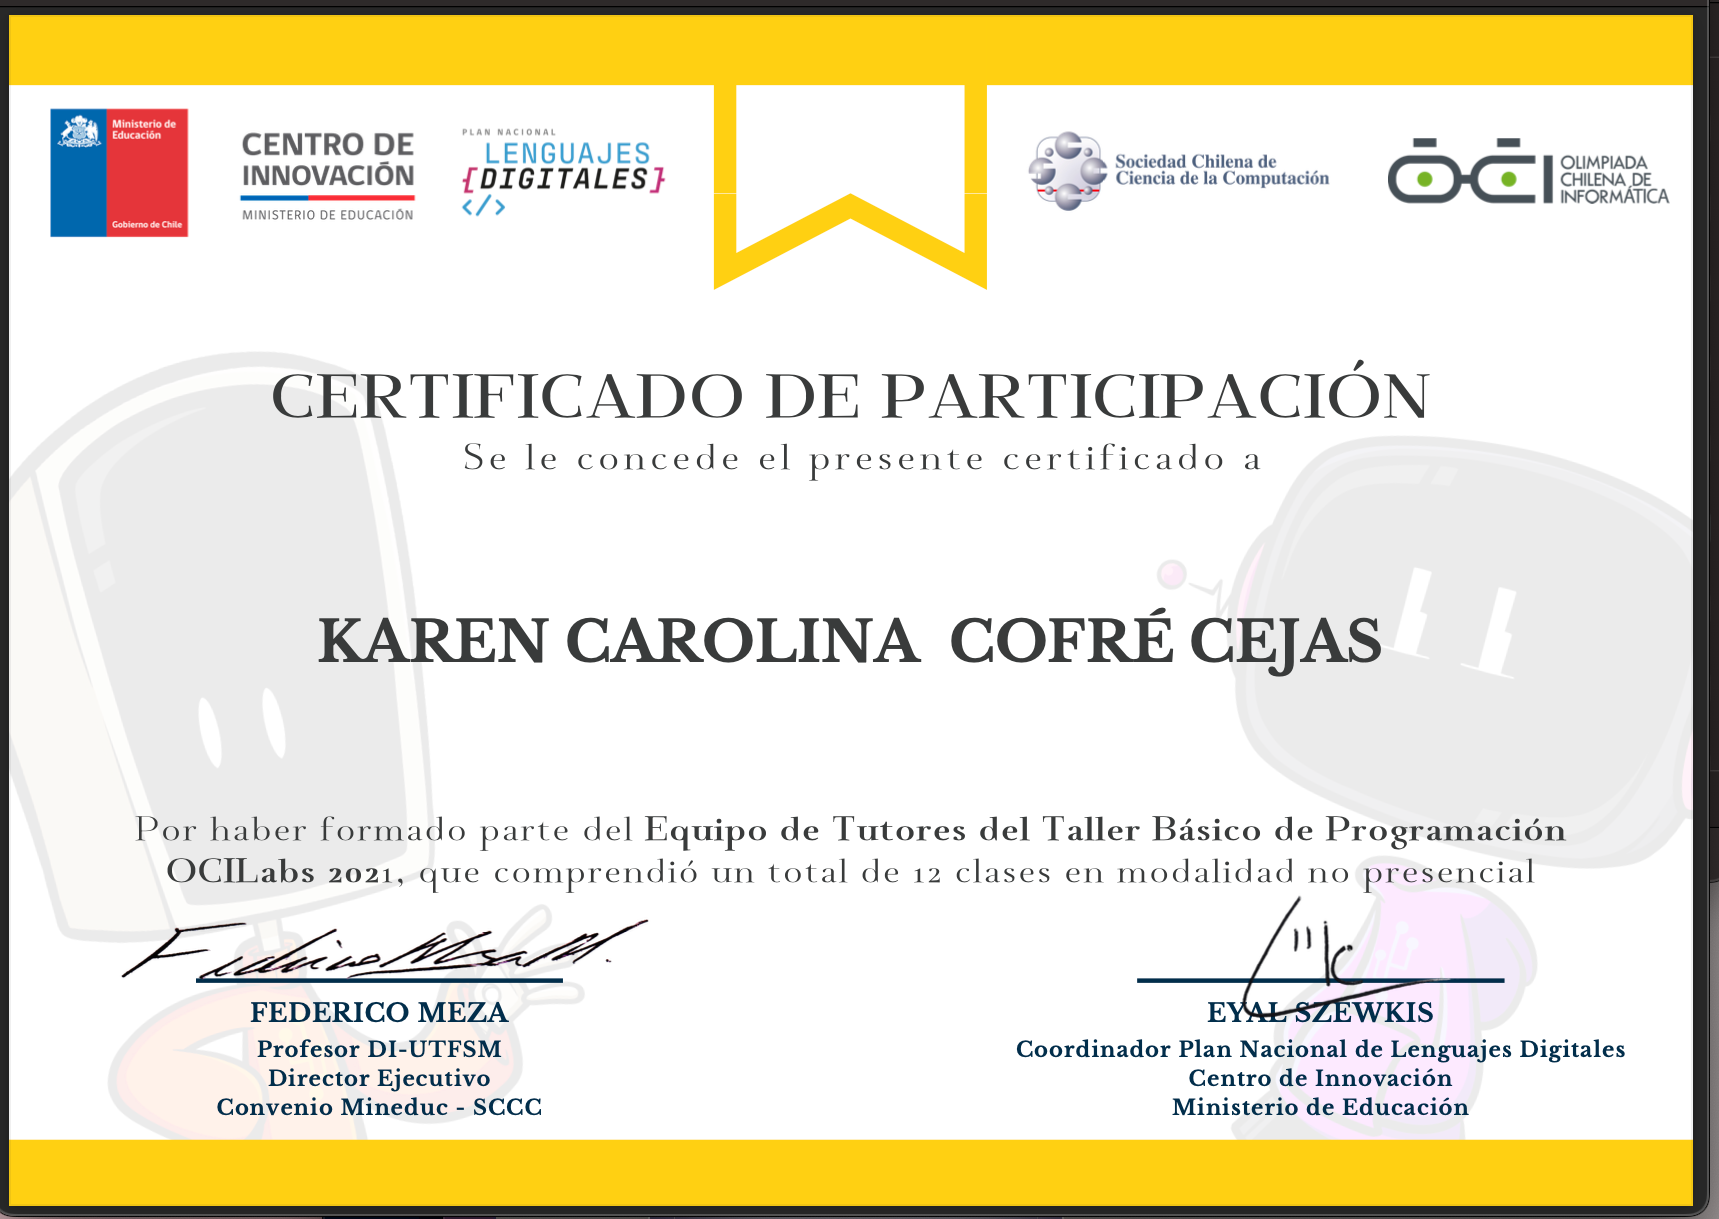 Ministerio de
Educación
Gobierno de Chile
CENTRO DE
INNOVACIÓN
MINISTERIO DE EDUCACIÓN
PLAN NACIONAL
LENGUAJES
{DIGITALES}
</>
Sociedad Chilena de
Ciencia de la Computación
OCI
OLIMPIADA
CHILENA DE
INFORMÁTICA
CERTIFICADO DE PARTICIPACIÓN
Se le concede el presente certificado a
KAREN CAROLINA COFRÉ CEJAS
Por haber formado parte del Equipo de Tutores del Taller Básico de Programación
OCILabs 2021, que comprendió un total de 12 clases en modalidad no presencial
Federico Meza M.
FEDERICO MEZA
Profesor DI-UTFSM
Director Ejecutivo
Convenio Mineduc - SCCC
EYAL SZEWKIS
Coordinador Plan Nacional de Lenguajes Digitales
Centro de Innovación
Ministerio de Educación